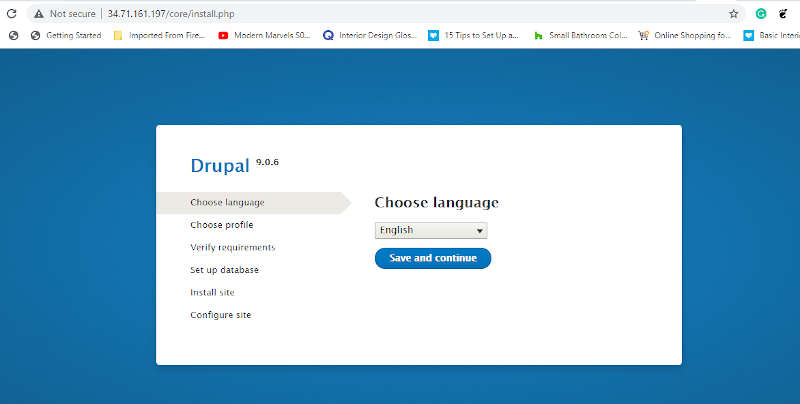 Not secure | 34.71.161.197/core/install.php
Getting Started Imported From Fire... Modern Marvels S0... Interior Design Glos... 15 Tips to Set Up a... Small Bathroom Col... Online Shopping fo... Basic Interi
Drupal 9.0.6
Choose language
Choose profile
Verify requirements
Set up database
Install site
Configure site
Choose language
English
Save and continue